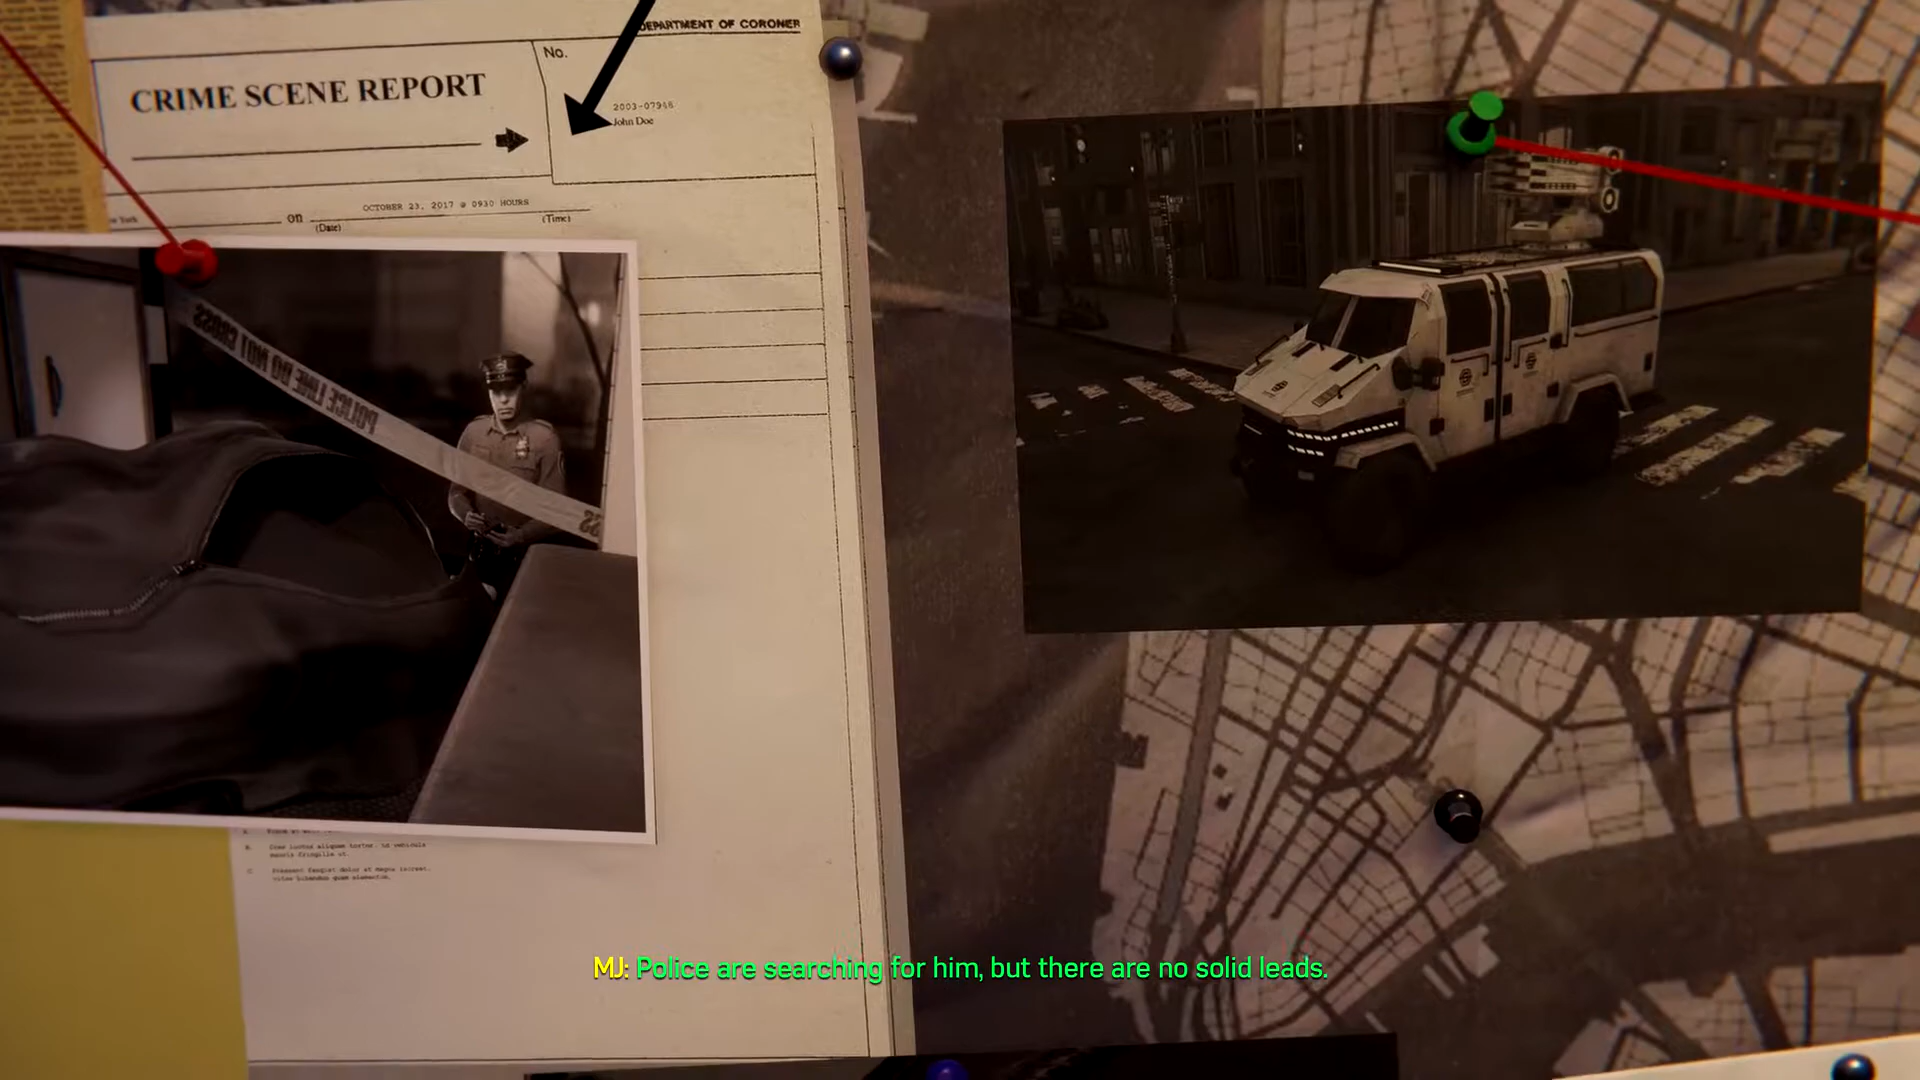 DEPARTMENT OF CORONER
No.
CRIME SCENE REPORT
2003-07948
John Doe
OCTOBER 23, 2017 @ 0930 HOURS
on
(Date)
(Time)
POLICE LINE DO NOT CROSS
MJ: Police are searching for him, but there are no solid leads.